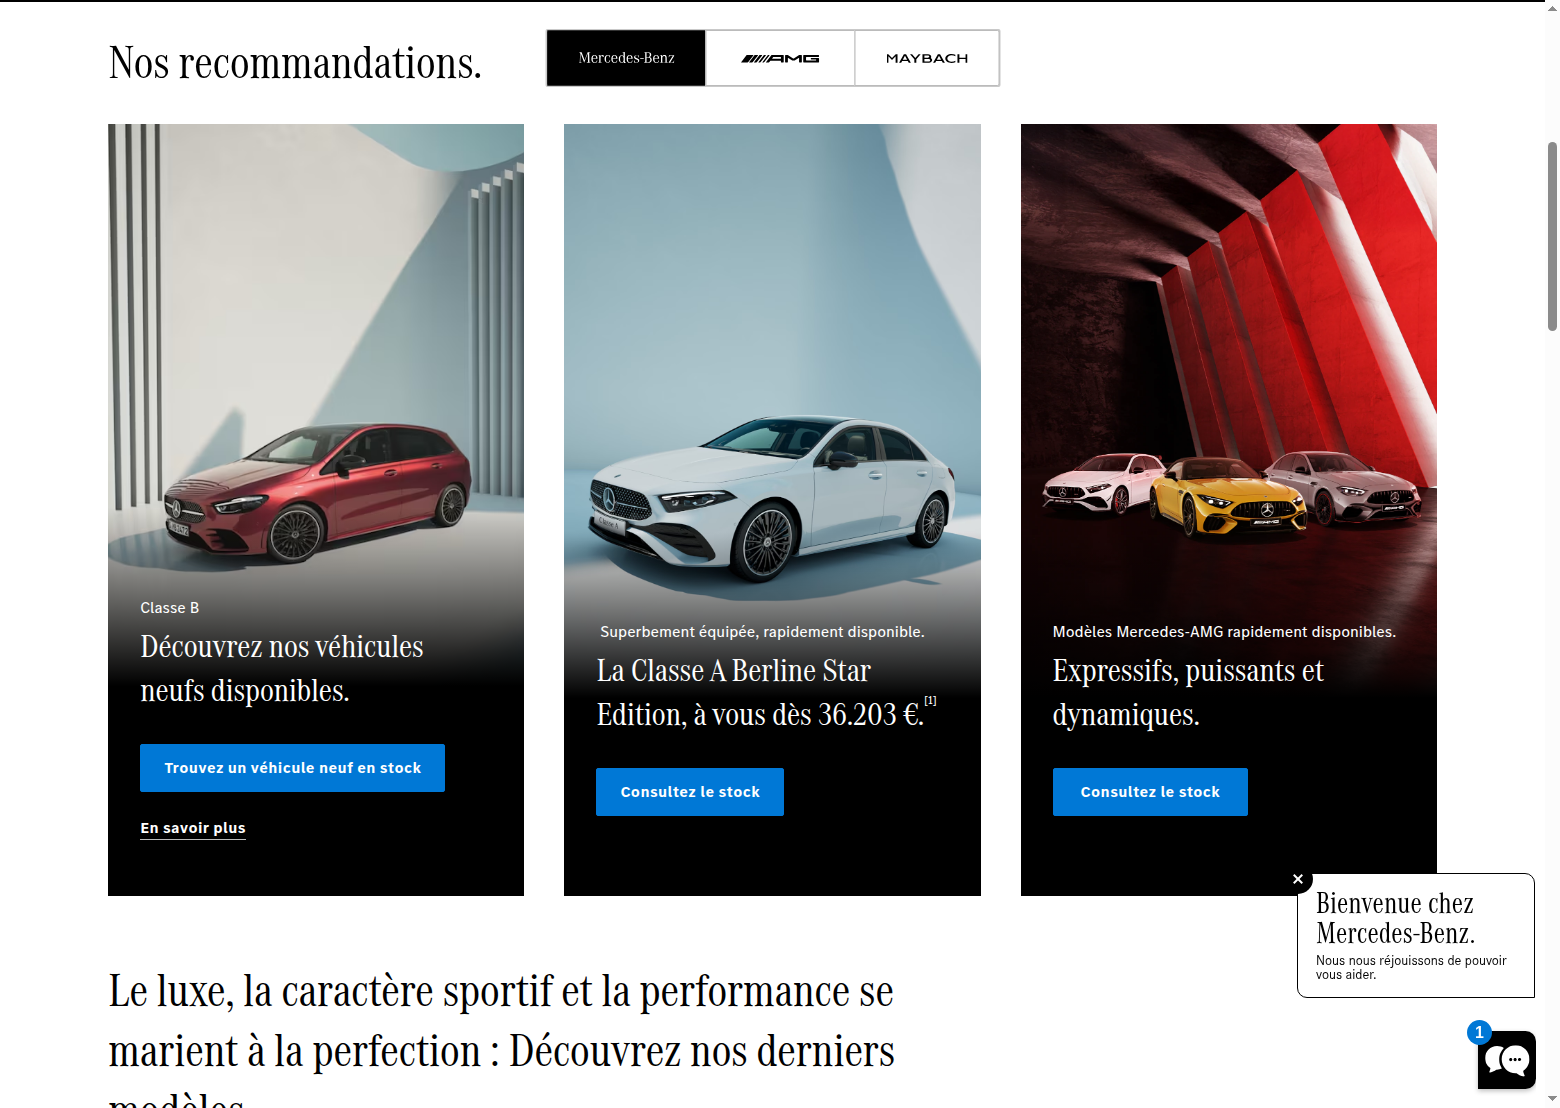 Nos recommandations.
Mercedes-Benz
AMG
MAYBACH
Classe B
Découvrez nos véhicules
neufs disponibles.
Trouvez un véhicule neuf en stock
En savoir plus
Classe A
Superbement équipée, rapidement disponible.
La Classe A Berline Star
Edition, à vous dès 36.203 €.[1]
Consultez le stock
AMG
Modèles Mercedes-AMG rapidement disponibles.
Expressifs, puissants et
dynamiques.
Consultez le stock
Bienvenue chez
Mercedes-Benz.
Nous nous réjouissons de pouvoir
vous aider.
Le luxe, la caractère sportif et la performance se
marient à la perfection : Découvrez nos derniers
modèles
1